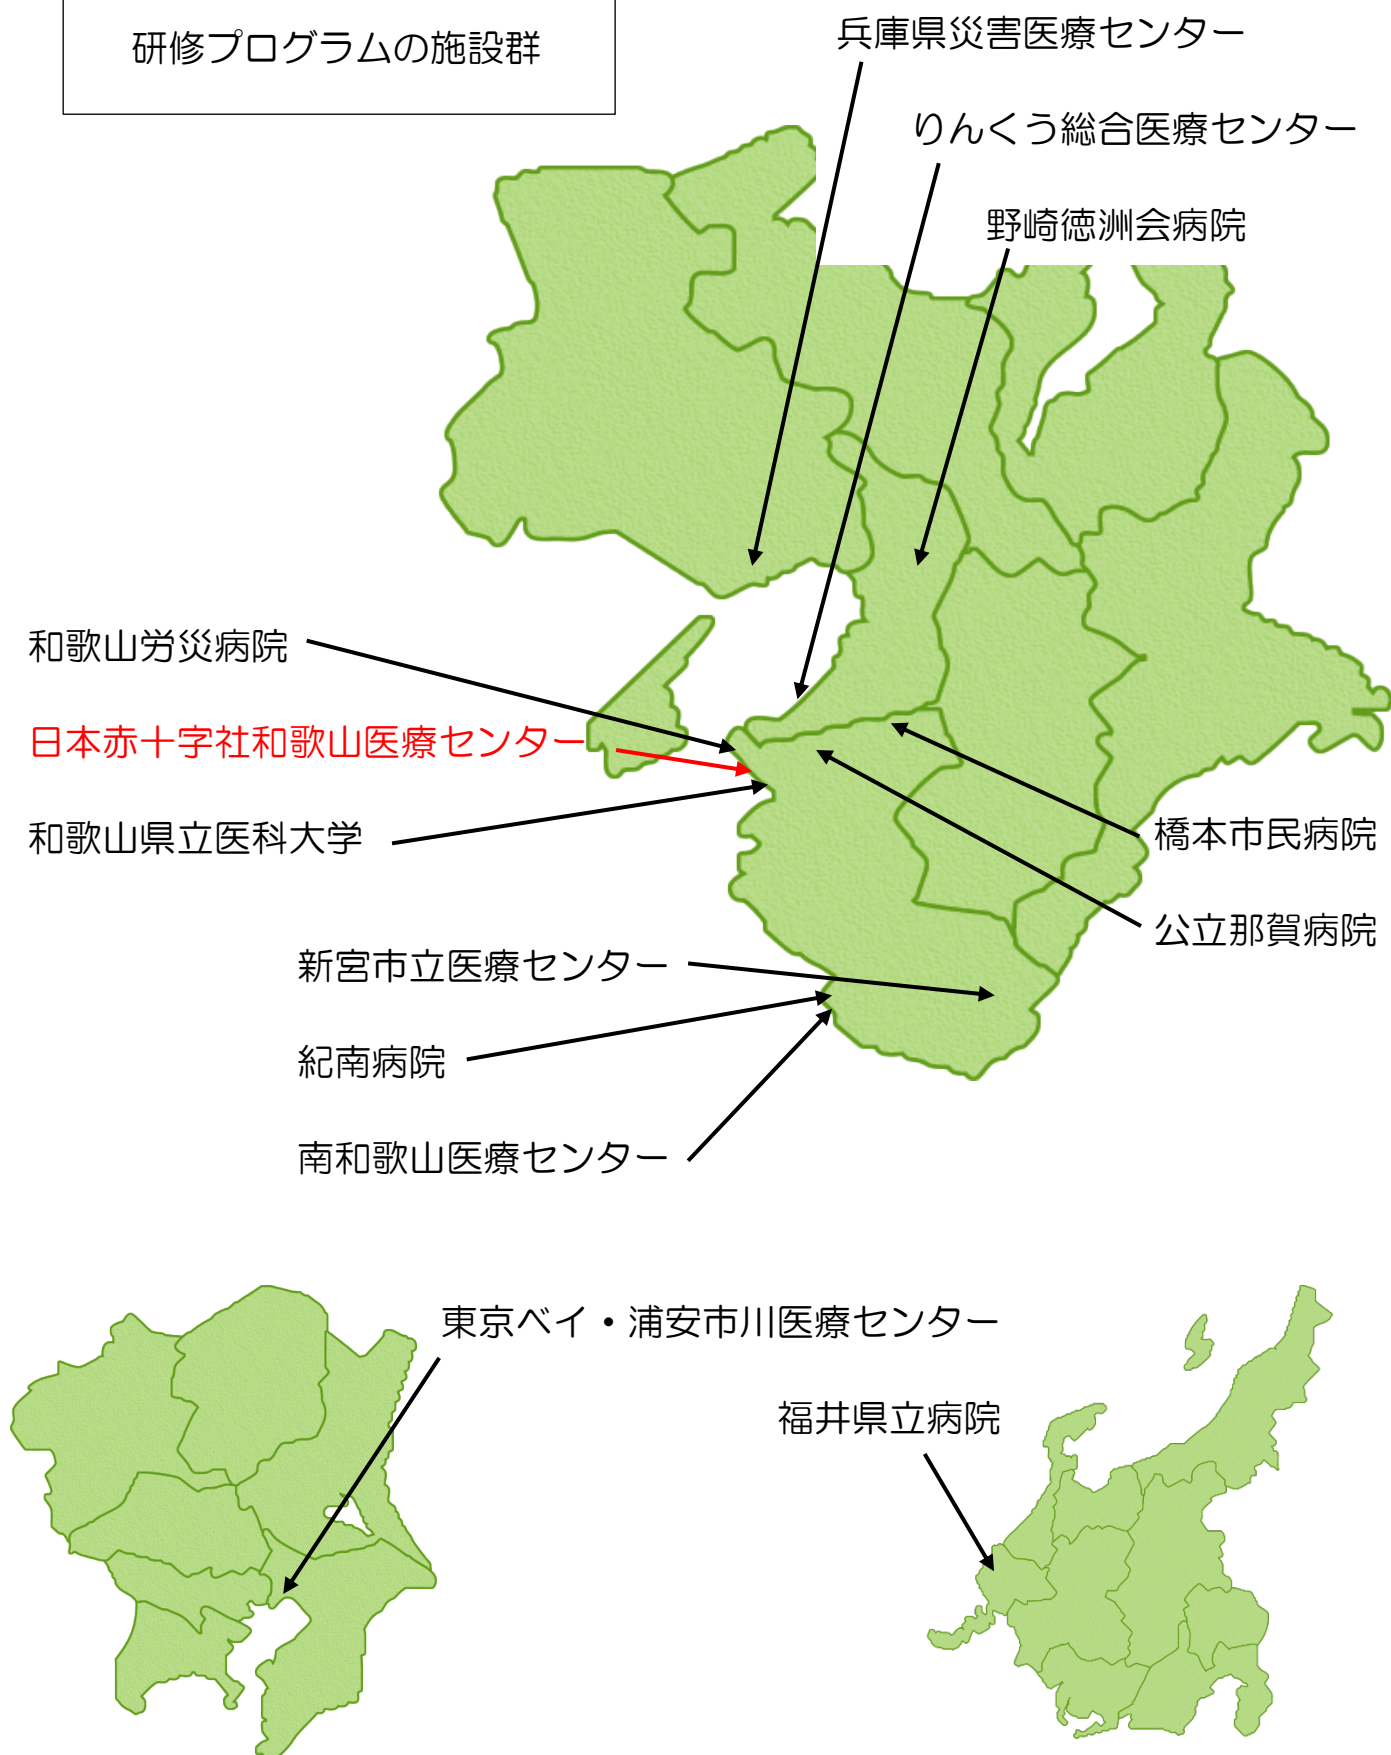 研修プログラムの施設群
兵庫県災害医療センター
りんくう総合医療センター
野崎徳洲会病院
和歌山労災病院
日本赤十字社和歌山医療センター
和歌山県立医科大学
橋本市民病院
公立那賀病院
新宮市立医療センター
紀南病院
南和歌山医療センター
東京ベイ・浦安市川医療センター
福井県立病院